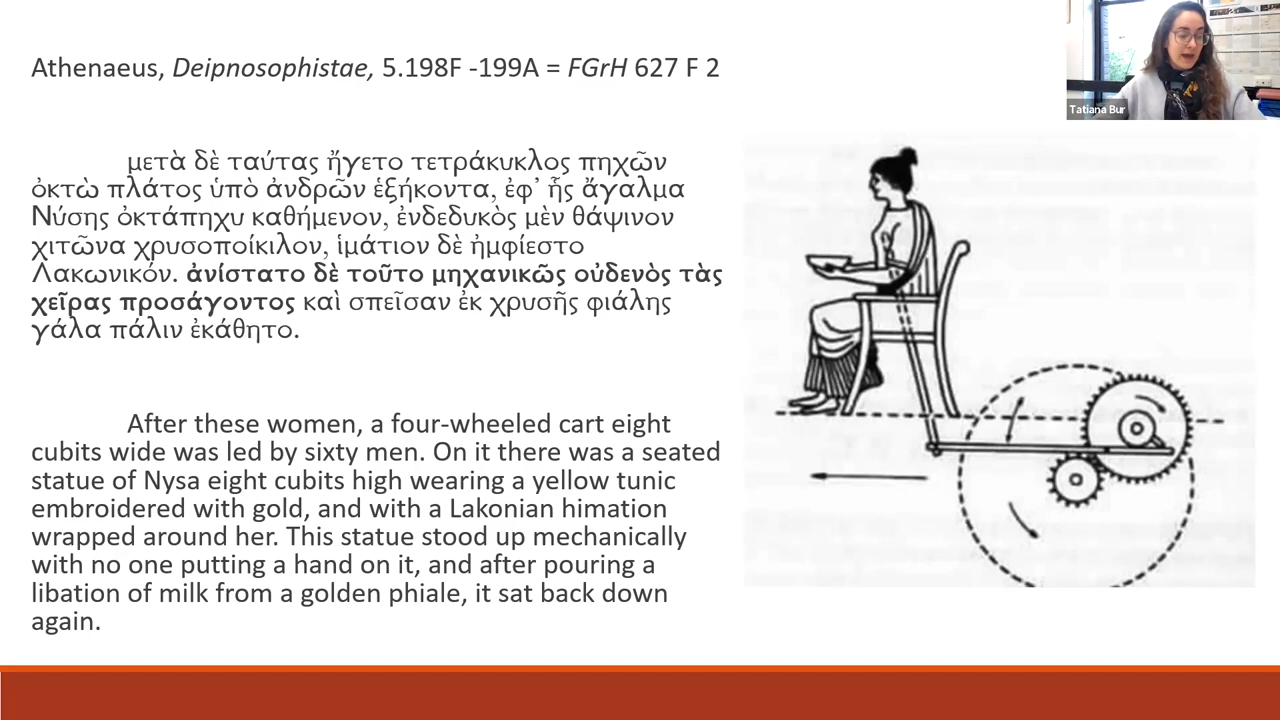 Athenaeus, Deipnosophistae, 5.198F -199A = FGrH 627 F 2
Tatiana Bur
μετὰ δὲ ταύτας ἤγετο τετράκυκλος πηχῶν
ὀκτὼ πλάτος ὑπὸ ἀνδρῶν ἑξήκοντα, ἐφ᾽ ἧς ἄγαλμα
Νύσης ὀκτάπηχυ καθήμενον, ἐνδεδυκὸς μὲν θάψινον
χιτῶνα χρυσοποίκιλον, ἱμάτιον δὲ ἠμφίεστο
Λακωνικόν. ἀνίστατο δὲ τοῦτο μηχανικῶς οὐδενὸς τὰς
χεῖρας προσάγοντος καὶ σπεῖσαν ἐκ χρυσῆς φιάλης
γάλα πάλιν ἐκάθητο.
After these women, a four-wheeled cart eight
cubits wide was led by sixty men. On it there was a seated
statue of Nysa eight cubits high wearing a yellow tunic
embroidered with gold, and with a Lakonian himation
wrapped around her. This statue stood up mechanically
with no one putting a hand on it, and after pouring a
libation of milk from a golden phiale, it sat back down
again.